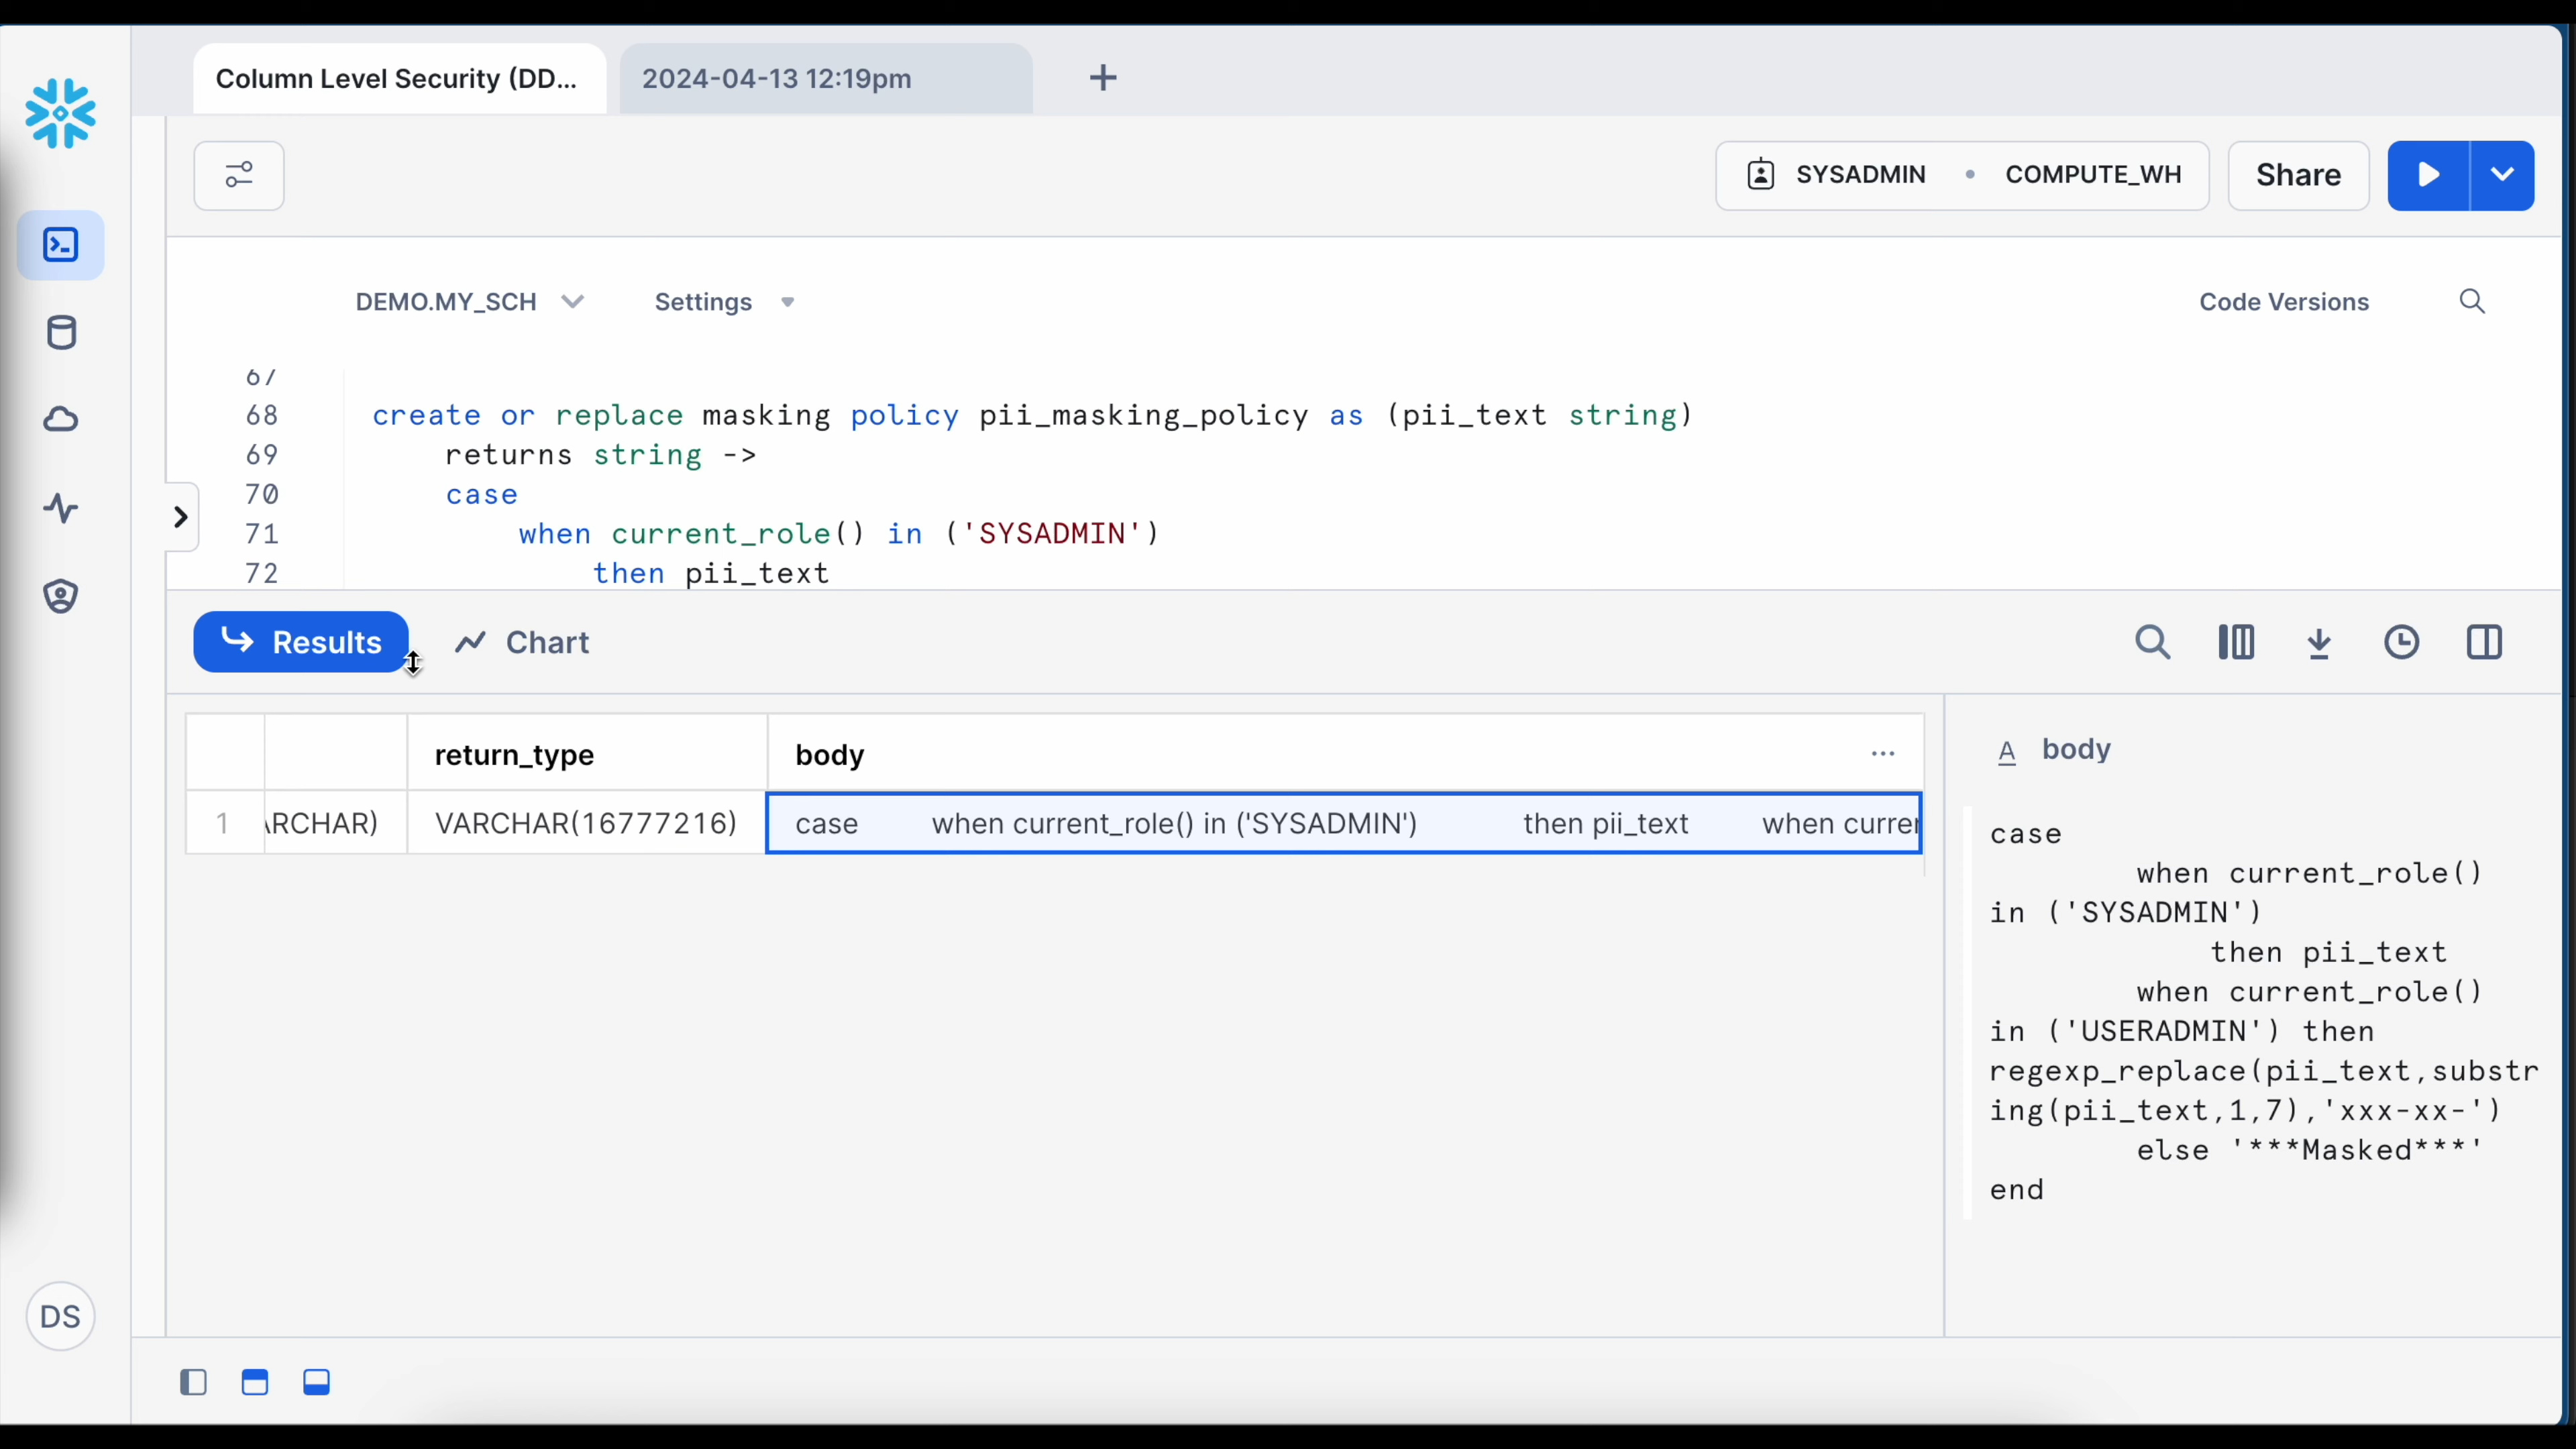 Column Level Security (DD...
2024-04-13 12:19pm
SYSADMIN • COMPUTE_WH
Share
DEMO.MY_SCH
Settings
Code Versions
67
68 create or replace masking policy pii_masking_policy as (pii_text string)
69 returns string ->
70 case
71 when current_role() in ('SYSADMIN')
72 then pii_text
Results
Chart
return_type
body
...
1
ARCHAR)
VARCHAR(16777216)
case when current_role() in ('SYSADMIN') then pii_text when curren
A body
case
when current_role()
in ('SYSADMIN')
then pii_text
when current_role()
in ('USERADMIN') then
regexp_replace(pii_text,substr
ing(pii_text,1,7),'xxx-xx-')
else '***Masked***'
end
DS